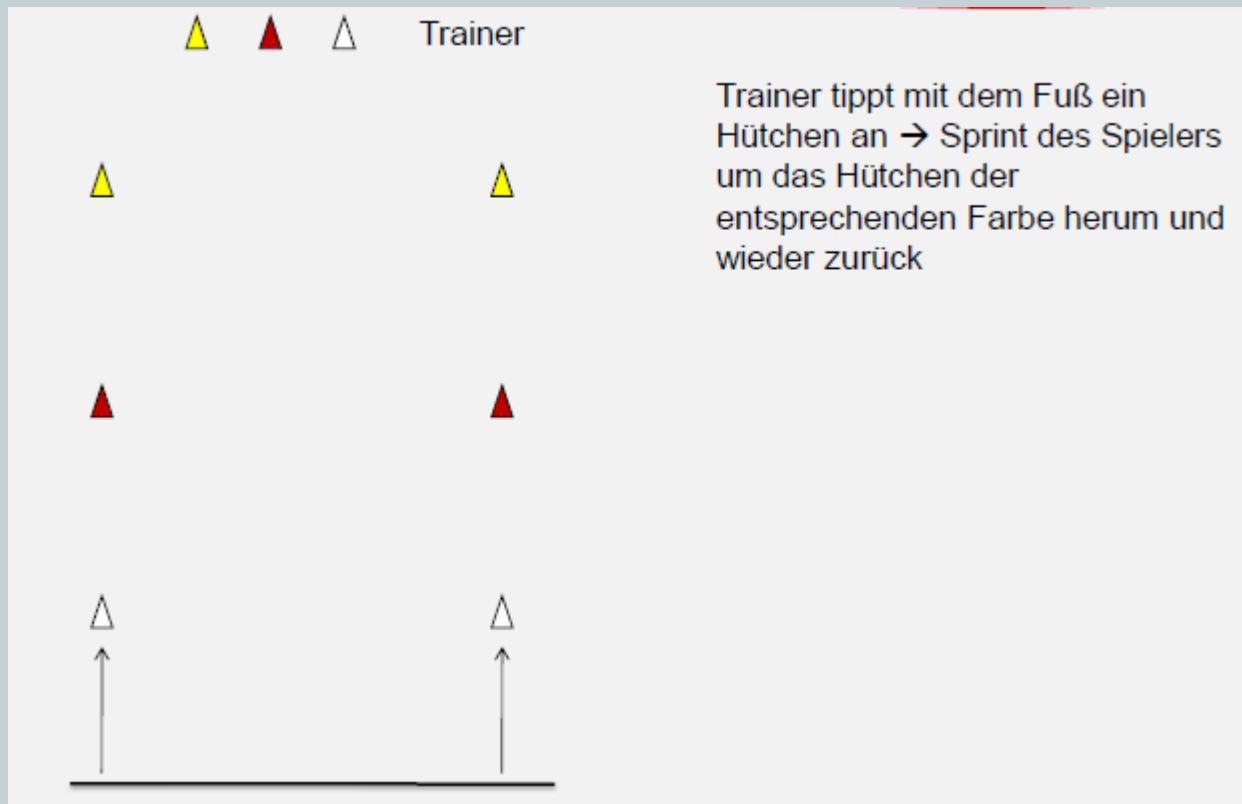 Trainer
Trainer tippt mit dem Fuß ein
Hütchen an → Sprint des Spielers
um das Hütchen der
entsprechenden Farbe herum und
wieder zurück